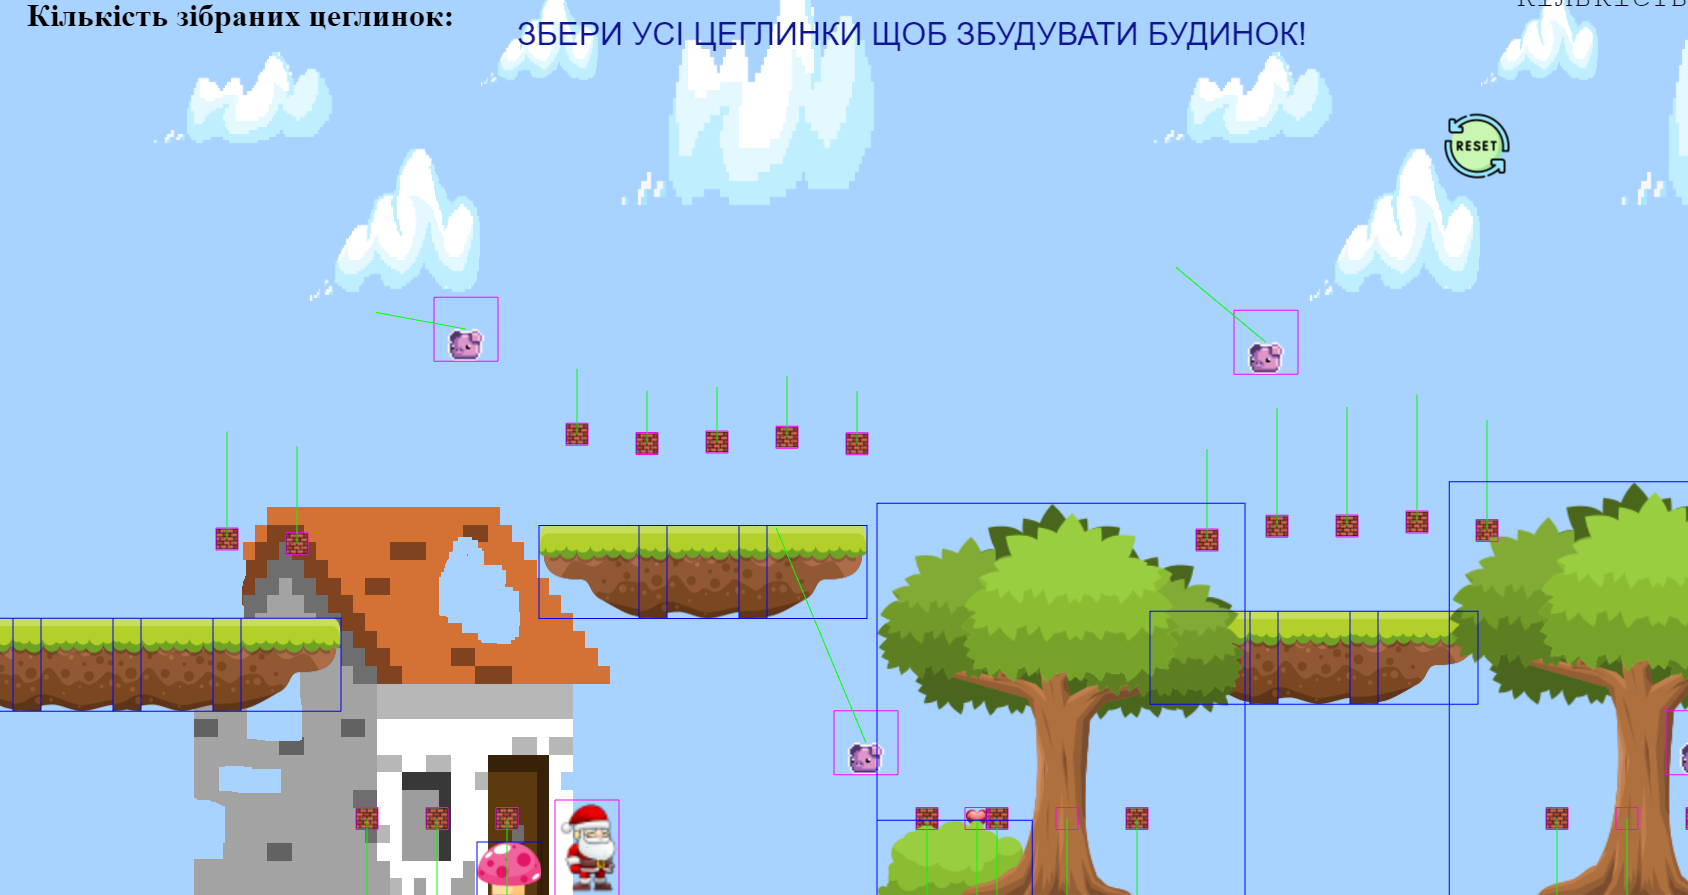 Кількість зібраних цеглинок:
ЗБЕРИ УСІ ЦЕГЛИНКИ ЩОБ ЗБУДУВАТИ БУДИНОК!
RESET